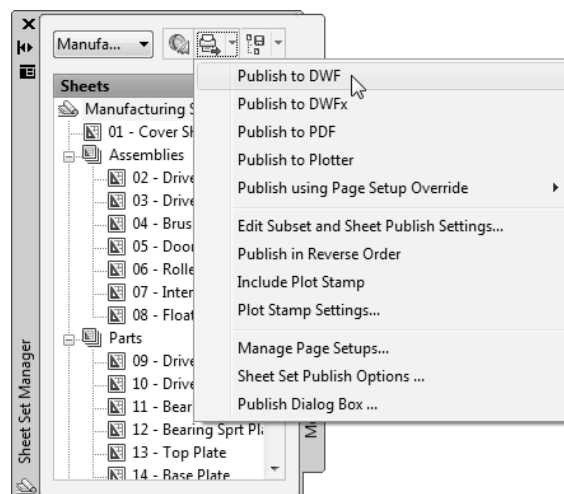 Manufa...
Sheets
Manufacturing
01 - Cover
Assemblies
02 - Drive
03 - Drive
04 - Brus
05 - Door
06 - Rolle
07 - Inter
08 - Float
Parts
09 - Drive
10 - Drive
11 - Bear
12 - Bearing Sprt Pl
13 - Top Plate
14 - Base Plate
Sheet Set Manager
Publish to DWF
Publish to DWFx
Publish to PDF
Publish to Plotter
Publish using Page Setup Override
Edit Subset and Sheet Publish Settings...
Publish in Reverse Order
Include Plot Stamp
Plot Stamp Settings...
Manage Page Setups...
Sheet Set Publish Options ...
Publish Dialog Box ...